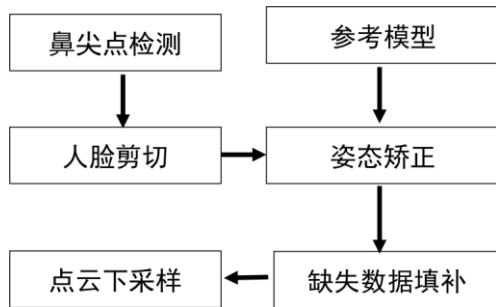 鼻尖点检测
参考模型
人脸剪切
姿态矫正
点云下采样
缺失数据填补